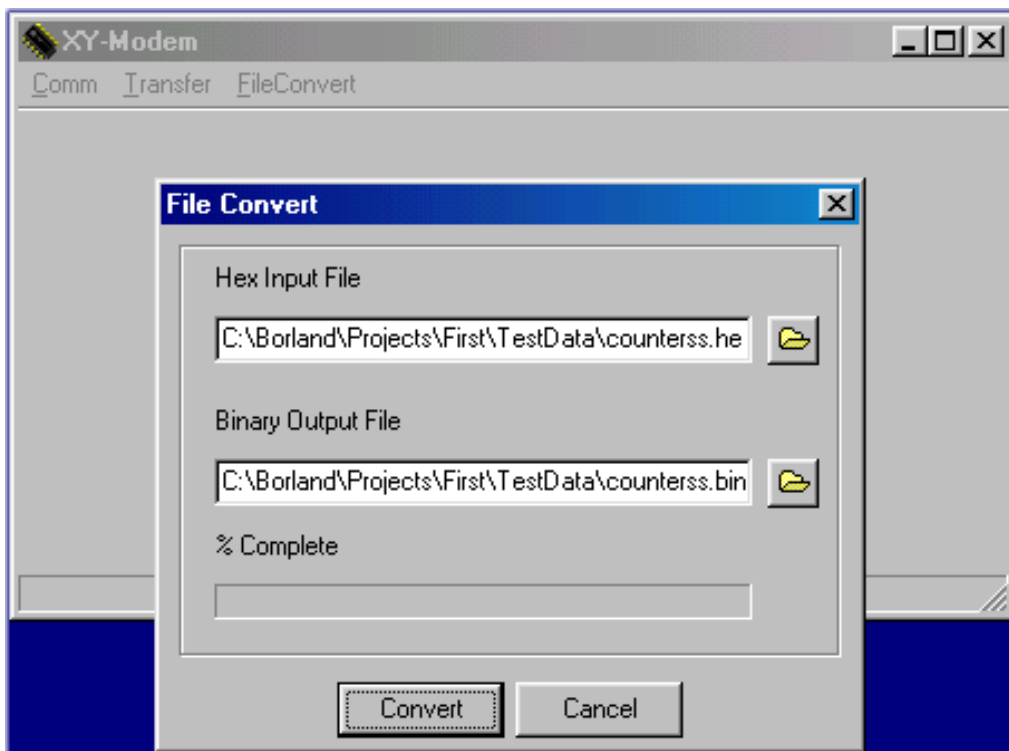 XY-Modem
Comm Transfer FileConvert
File Convert
Hex Input File
C:\Borland\Projects\First\TestData\counterss.he
Binary Output File
C:\Borland\Projects\First\TestData\counterss.bin
% Complete
Convert Cancel